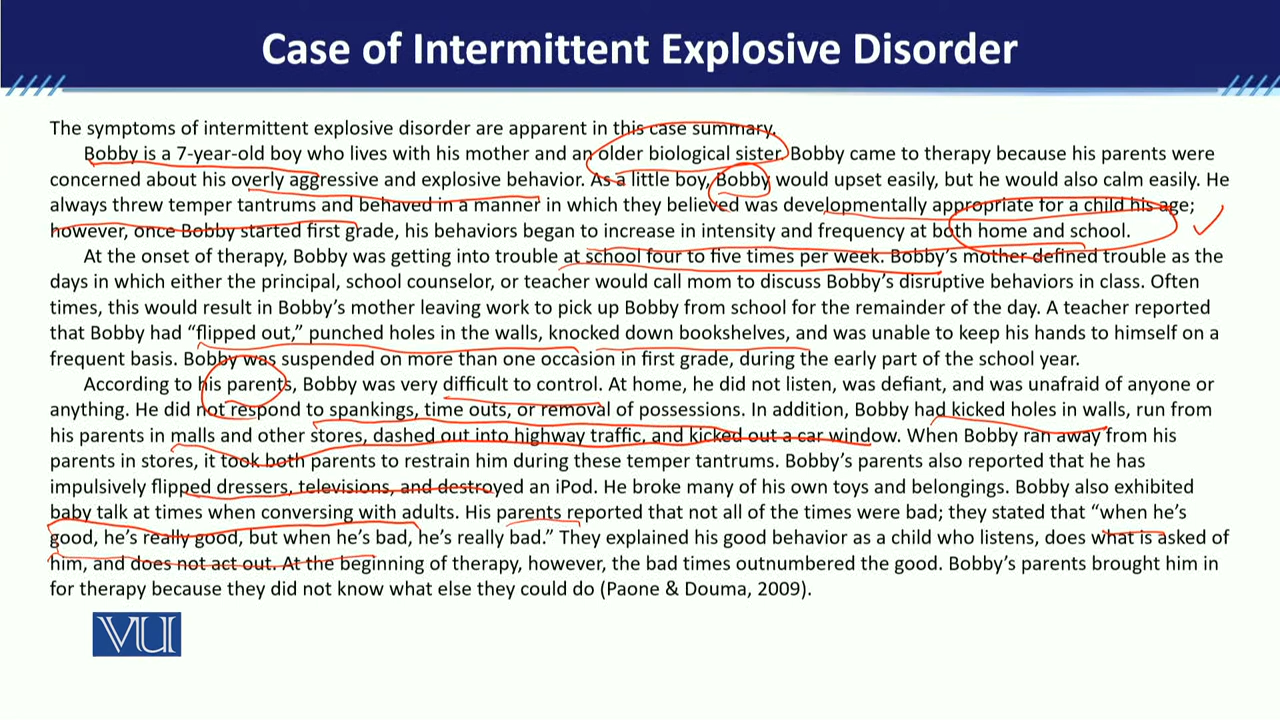 Case of Intermittent Explosive Disorder
The symptoms of intermittent explosive disorder are apparent in this case summary.
Bobby is a 7-year-old boy who lives with his mother and an older biological sister. Bobby came to therapy because his parents were
concerned about his overly aggressive and explosive behavior. As a little boy, Bobby would upset easily, but he would also calm easily. He
always threw temper tantrums and behaved in a manner in which they believed was developmentally appropriate for a child his age;
however, once Bobby started first grade, his behaviors began to increase in intensity and frequency at both home and school.
At the onset of therapy, Bobby was getting into trouble at school four to five times per week. Bobby’s mother defined trouble as the
days in which either the principal, school counselor, or teacher would call mom to discuss Bobby’s disruptive behaviors in class. Often
times, this would result in Bobby’s mother leaving work to pick up Bobby from school for the remainder of the day. A teacher reported
that Bobby had “flipped out,” punched holes in the walls, knocked down bookshelves, and was unable to keep his hands to himself on a
frequent basis. Bobby was suspended on more than one occasion in first grade, during the early part of the school year.
According to his parents, Bobby was very difficult to control. At home, he did not listen, was defiant, and was unafraid of anyone or
anything. He did not respond to spankings, time outs, or removal of possessions. In addition, Bobby had kicked holes in walls, run from
his parents in malls and other stores, dashed out into highway traffic, and kicked out a car window. When Bobby ran away from his
parents in stores, it took both parents to restrain him during these temper tantrums. Bobby’s parents also reported that he has
impulsively flipped dressers, televisions, and destroyed an iPod. He broke many of his own toys and belongings. Bobby also exhibited
baby talk at times when conversing with adults. His parents reported that not all of the times were bad; they stated that “when he’s
good, he’s really good, but when he’s bad, he’s really bad.” They explained his good behavior as a child who listens, does what is asked of
him, and does not act out. At the beginning of therapy, however, the bad times outnumbered the good. Bobby’s parents brought him in
for therapy because they did not know what else they could do (Paone & Douma, 2009).
VU